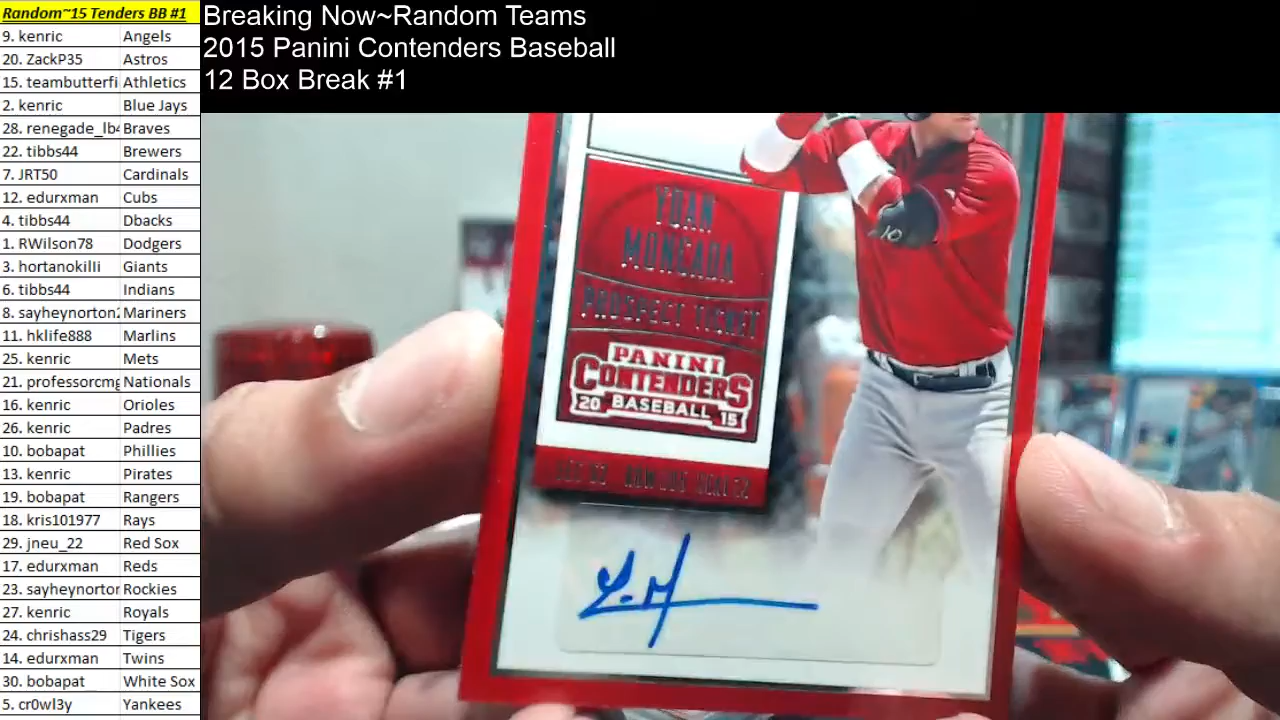 Random~15 Tenders BB #1
9. kenric Angels
20. ZackP35 Astros
15. teambutterfi Athletics
2. kenric Blue Jays
28. renegade_lb4 Braves
22. tibbs44 Brewers
7. JRT50 Cardinals
12. edurxman Cubs
4. tibbs44 Dbacks
1. RWilson78 Dodgers
3. hortanokilli Giants
6. tibbs44 Indians
8. sayheynorton2 Mariners
11. hklife888 Marlins
25. kenric Mets
21. professorcmg Nationals
16. kenric Orioles
26. kenric Padres
10. bobapat Phillies
13. kenric Pirates
19. bobapat Rangers
18. kris101977 Rays
29. jneu_22 Red Sox
17. edurxman Reds
23. sayheynorton Rockies
27. kenric Royals
24. chrishass29 Tigers
14. edurxman Twins
30. bobapat White Sox
5. cr0wl3y Yankees
Breaking Now~Random Teams
2015 Panini Contenders Baseball
12 Box Break #1
YOAN
MONCADA
PROSPECT TICKET
PANINI
CONTENDERS
20 BASEBALL 15
10
Y. M